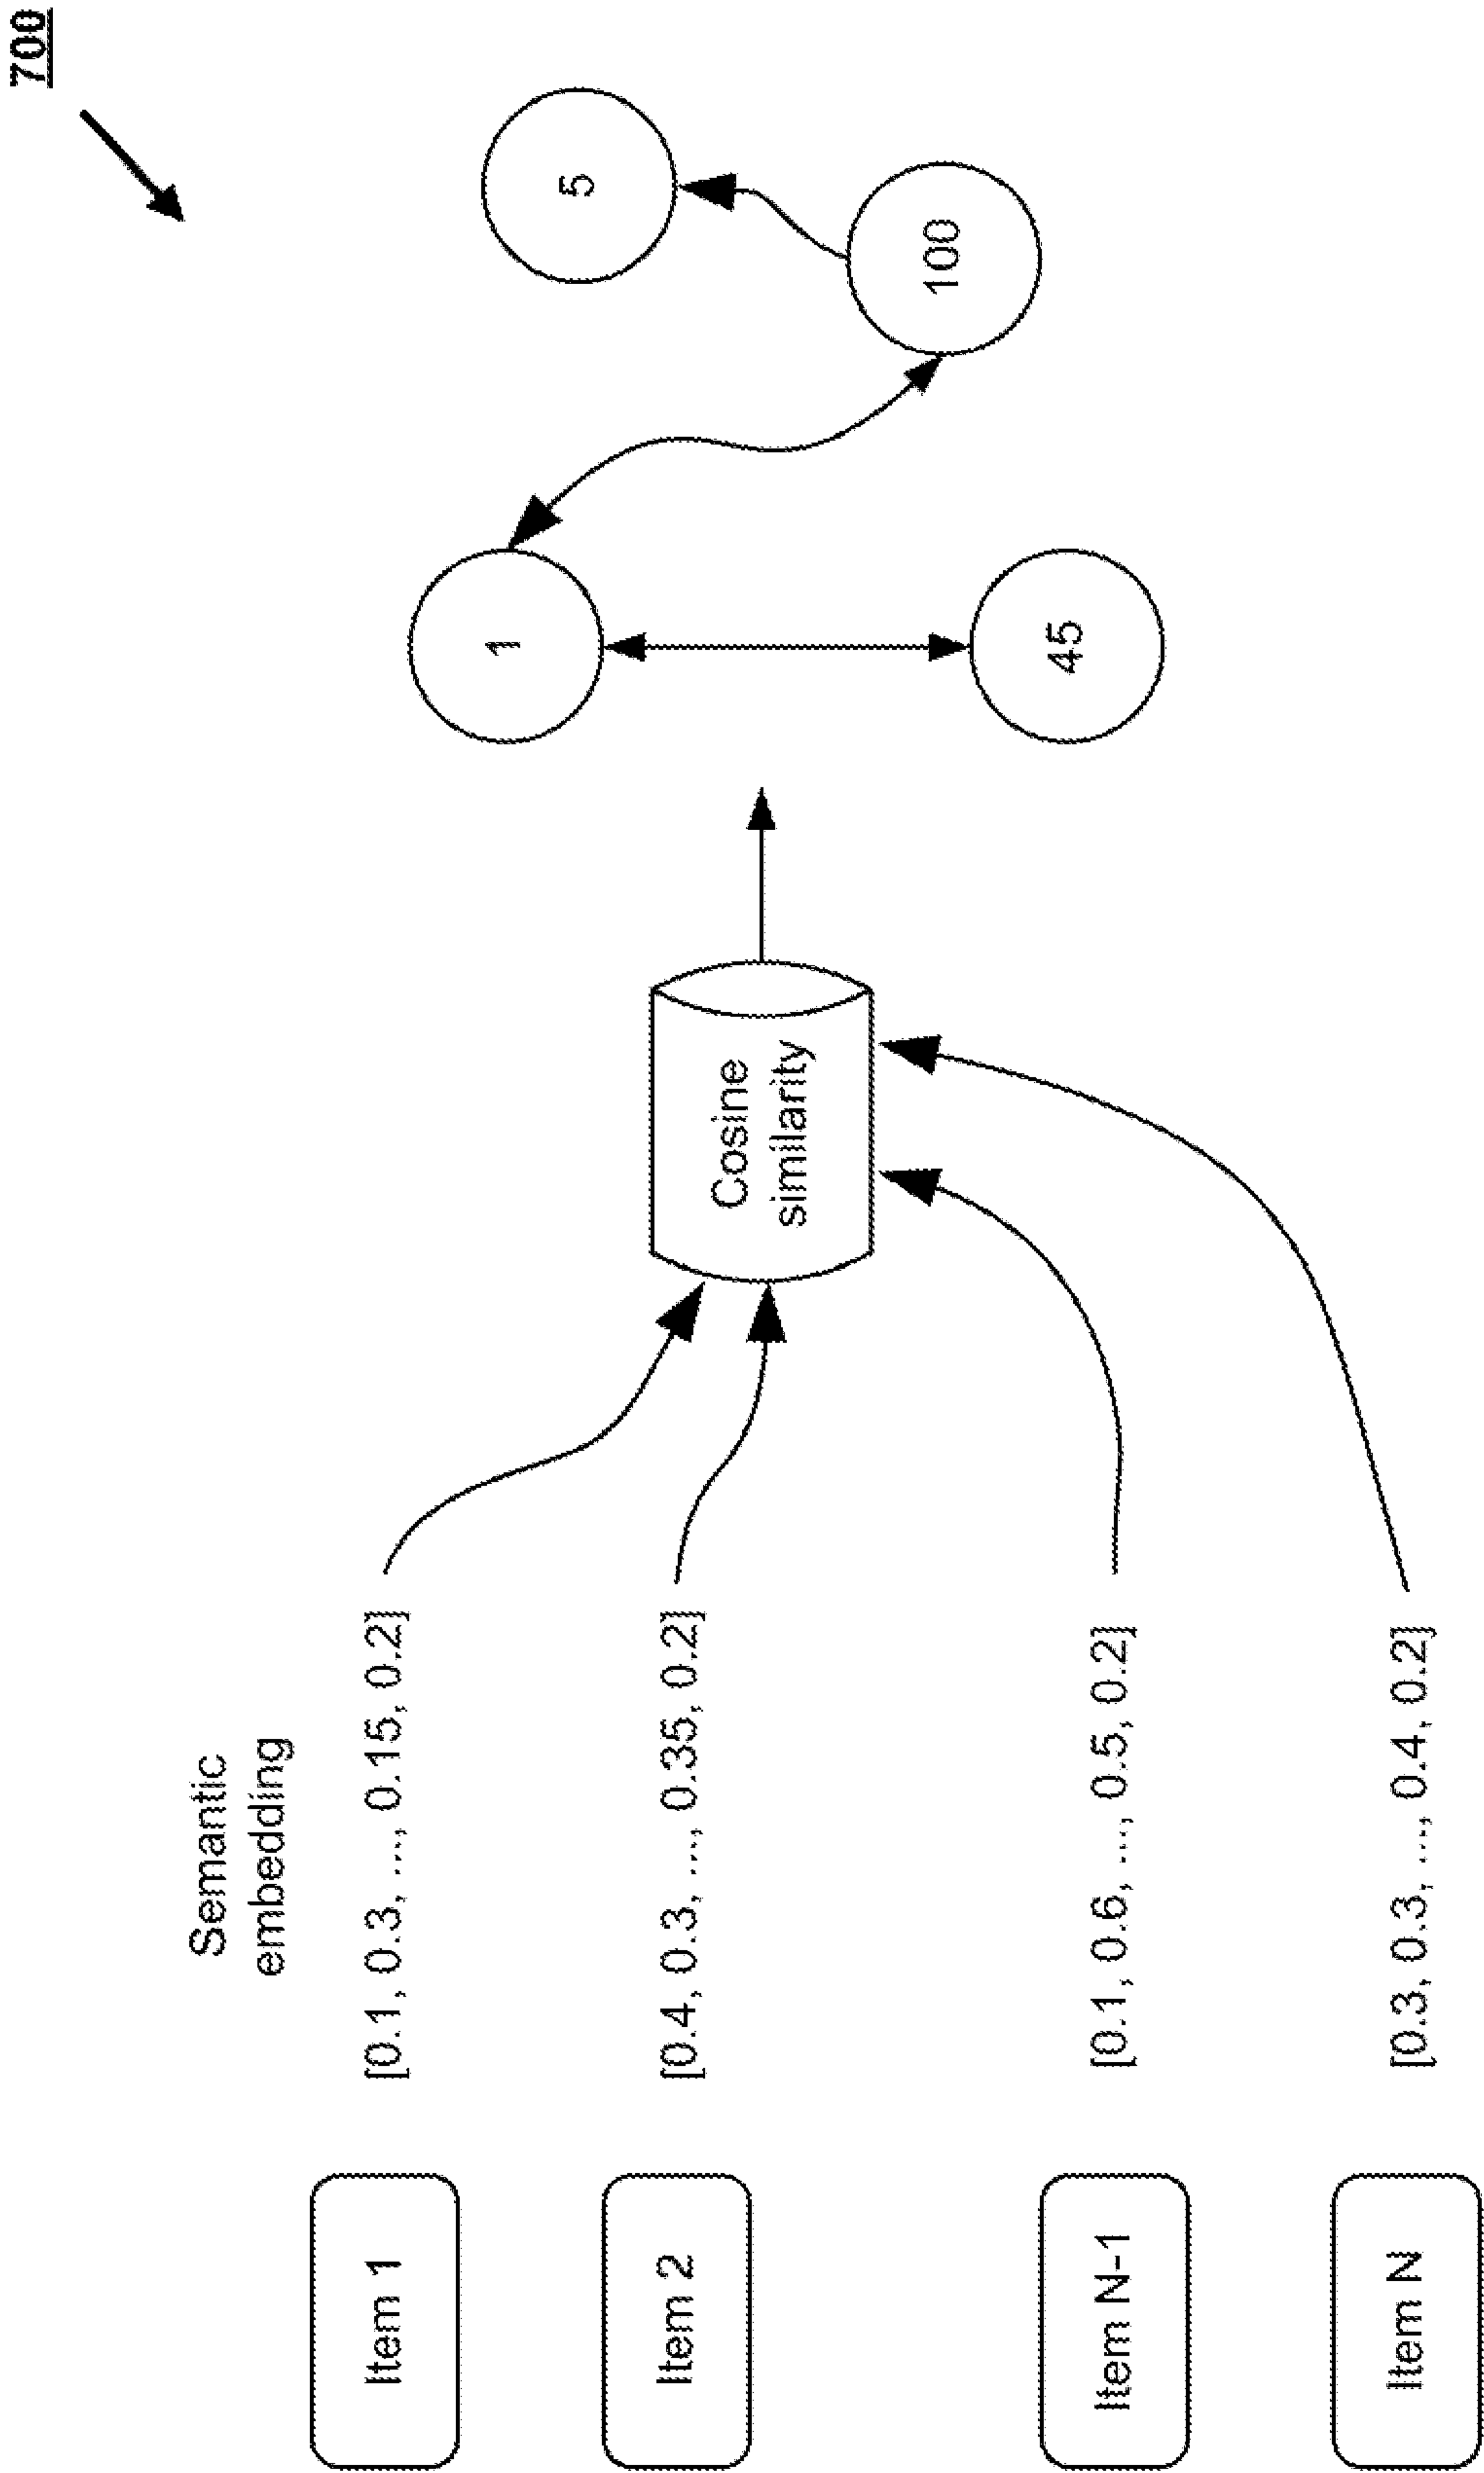 700
Semantic
embedding
Item 1
[0.1, 0.3, ..., 0.15, 0.2]
Item 2
[0.4, 0.3, ..., 0.35, 0.2]
Item N-1
[0.1, 0.6, ..., 0.5, 0.2]
Item N
[0.3, 0.3, ..., 0.4, 0.2]
Cosine
similarity
1
45
100
5